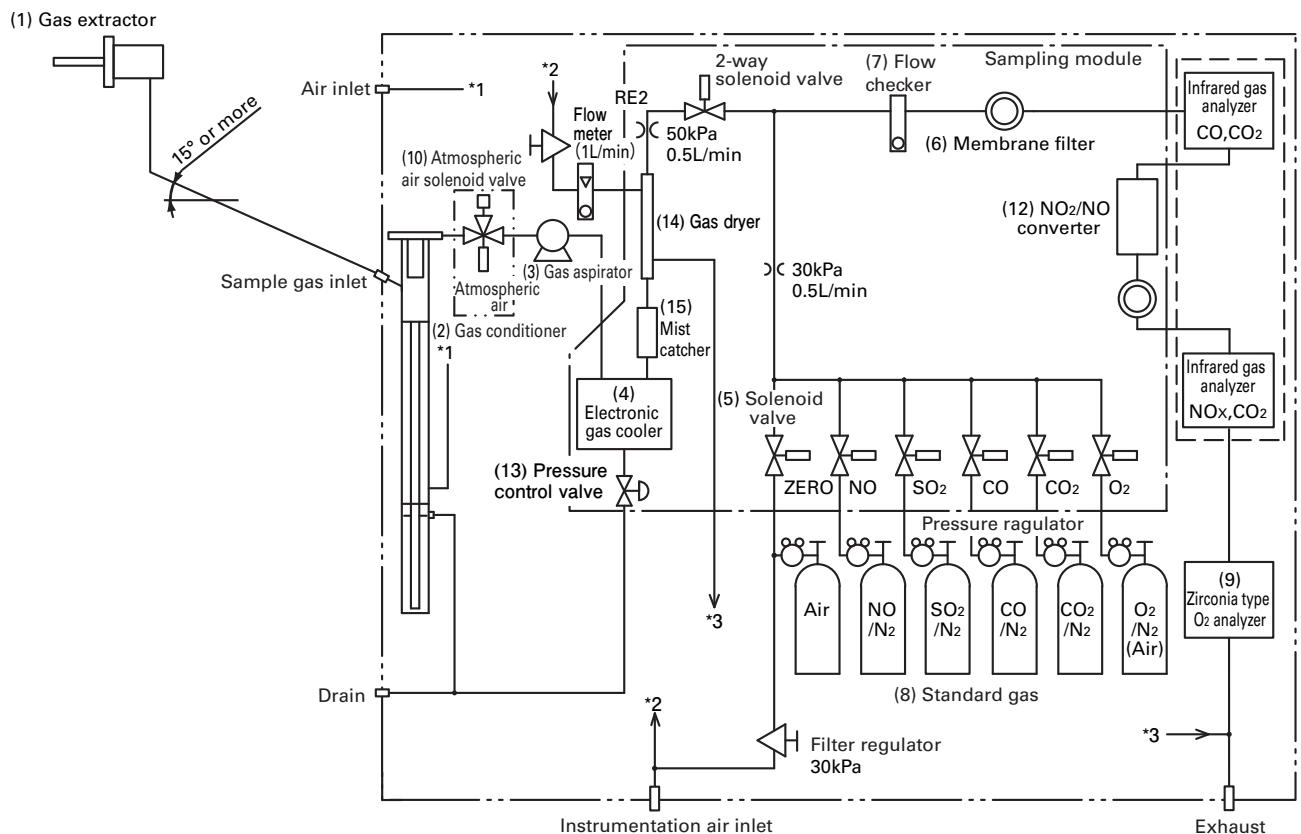 (1) Gas extractor
15° or more
Air inlet
*1
Sample gas inlet
*2
Flow
meter
(1L/min)
(10) Atmospheric
air solenoid valve
(3) Gas aspirator
Atmospheric
air
(2) Gas conditioner
*1
RE2
2-way
solenoid valve
50kPa
0.5L/min
(7) Flow
checker
Sampling module
(6) Membrane filter
Infrared gas
analyzer
CO,CO2
(12) NO2/NO
converter
(14) Gas dryer
30kPa
0.5L/min
(15)
Mist
catcher
(4)
Electronic
gas cooler
(5) Solenoid
valve
Infrared gas
analyzer
NOx,CO2
(13) Pressure
control valve
ZERO
NO
SO2
CO
CO2
O2
Pressure ragulator
Air
NO
/N2
SO2
/N2
CO
/N2
CO2
/N2
O2
/N2
(Air)
(9)
Zirconia type
O2 analyzer
*3
(8) Standard gas
Drain
*2
Filter regulator
30kPa
*3
Instrumentation air inlet
Exhaust